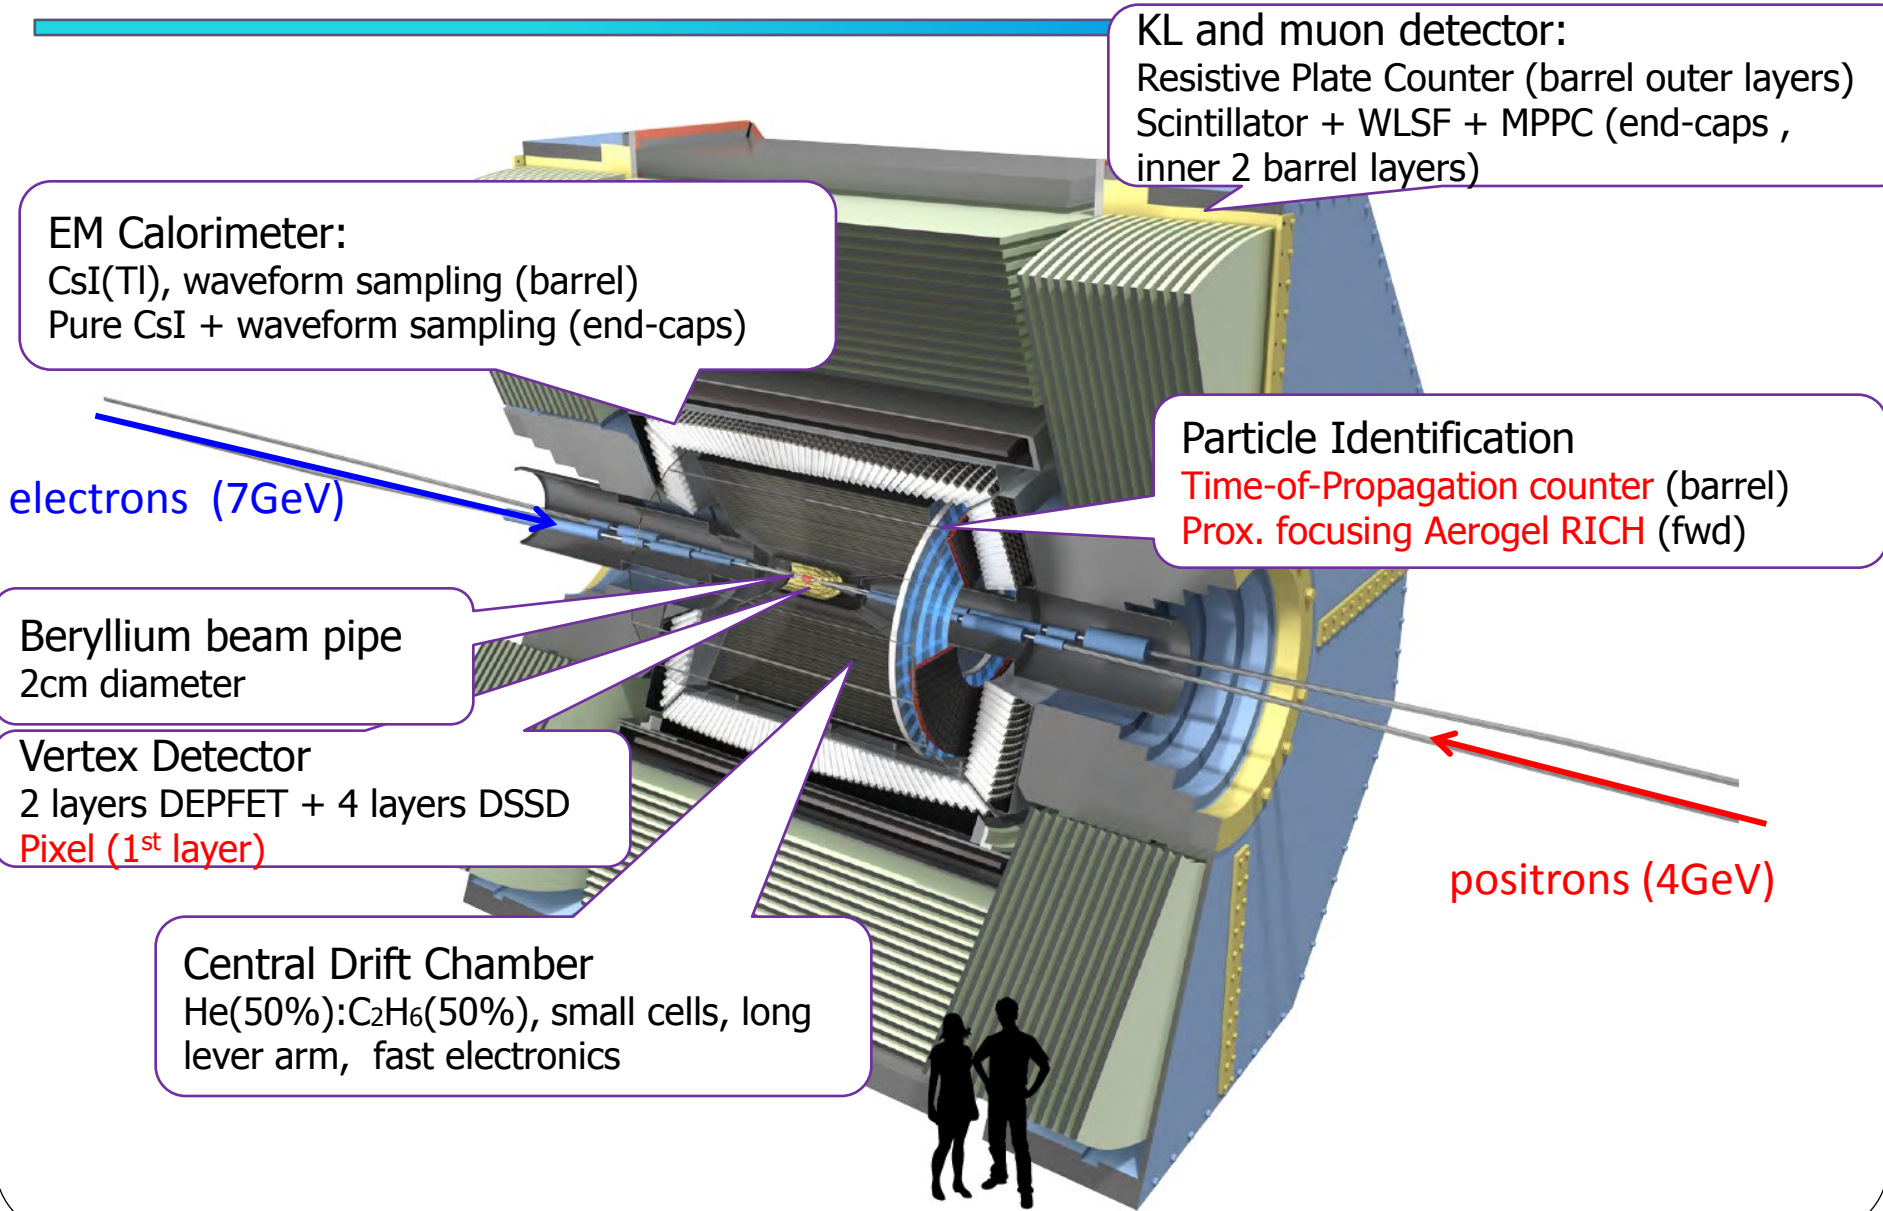 KL and muon detector:
Resistive Plate Counter (barrel outer layers)
Scintillator + WLSF + MPPC (end-caps ,
inner 2 barrel layers)
EM Calorimeter:
CsI(Tl), waveform sampling (barrel)
Pure CsI + waveform sampling (end-caps)
electrons (7GeV)
Particle Identification
Time-of-Propagation counter (barrel)
Prox. focusing Aerogel RICH (fwd)
Beryllium beam pipe
2cm diameter
Vertex Detector
2 layers DEPFET + 4 layers DSSD
Pixel (1st layer)
positrons (4GeV)
Central Drift Chamber
He(50%):C2H6(50%), small cells, long
lever arm, fast electronics